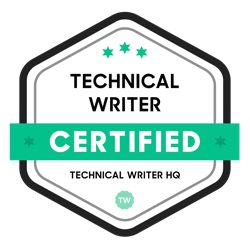 TECHNICAL
WRITER
CERTIFIED
TECHNICAL WRITER HQ
TW